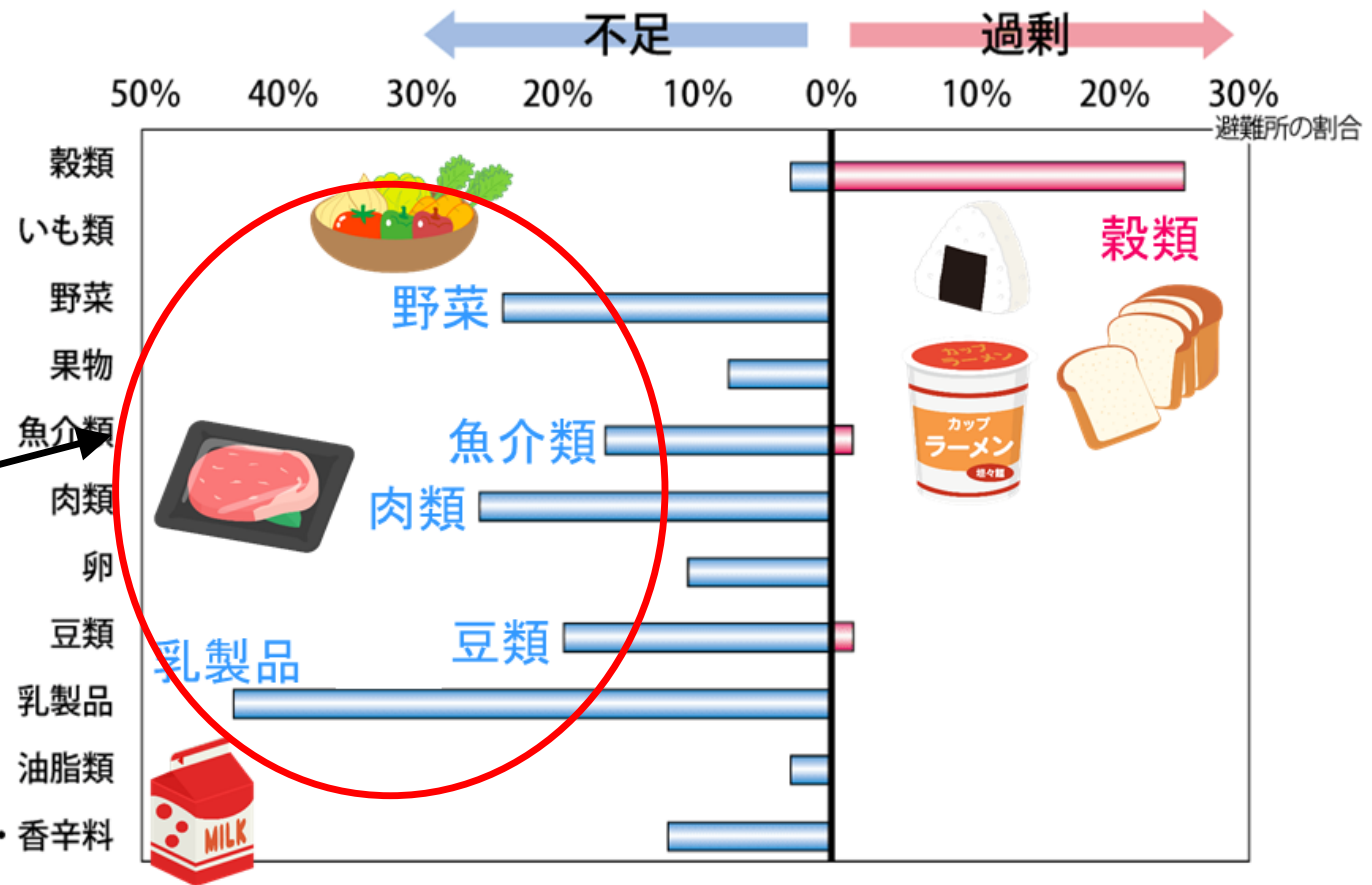 不足 過剰
50% 40% 30% 20% 10% 0% 10% 20% 30%
避難所の割合
穀類
いも類
穀類
野菜
野菜
果物
カップ
ラーメン
カップ
ラーメン
魚介類
魚介類
肉類
肉類
卵
豆類
豆類
乳製品
乳製品
油脂類
MILK
・香辛料